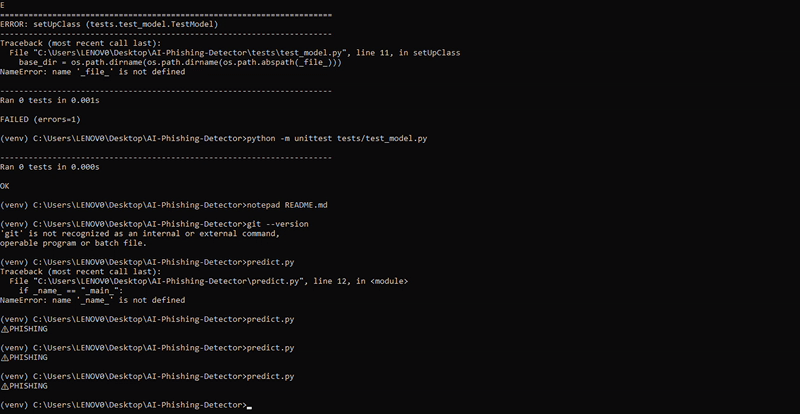 E
======================================================================
ERROR: setUpClass (tests.test_model.TestModel)
----------------------------------------------------------------------
Traceback (most recent call last):
  File "C:\Users\LENOV0\Desktop\AI-Phishing-Detector\tests\test_model.py", line 11, in setUpClass
    base_dir = os.path.dirname(os.path.dirname(os.path.abspath(_file_)))
NameError: name '_file_' is not defined
----------------------------------------------------------------------
Ran 0 tests in 0.001s
FAILED (errors=1)
(venv) C:\Users\LENOV0\Desktop\AI-Phishing-Detector>python -m unittest tests/test_model.py
----------------------------------------------------------------------
Ran 0 tests in 0.000s
OK
(venv) C:\Users\LENOV0\Desktop\AI-Phishing-Detector>notepad README.md
(venv) C:\Users\LENOV0\Desktop\AI-Phishing-Detector>git --version
'git' is not recognized as an internal or external command,
operable program or batch file.
(venv) C:\Users\LENOV0\Desktop\AI-Phishing-Detector>predict.py
Traceback (most recent call last):
  File "C:\Users\LENOV0\Desktop\AI-Phishing-Detector\predict.py", line 12, in <module>
    if _name_ == "_main_":
NameError: name '_name_' is not defined
(venv) C:\Users\LENOV0\Desktop\AI-Phishing-Detector>predict.py
⚠PHISHING
(venv) C:\Users\LENOV0\Desktop\AI-Phishing-Detector>predict.py
⚠PHISHING
(venv) C:\Users\LENOV0\Desktop\AI-Phishing-Detector>predict.py
⚠PHISHING
(venv) C:\Users\LENOV0\Desktop\AI-Phishing-Detector>